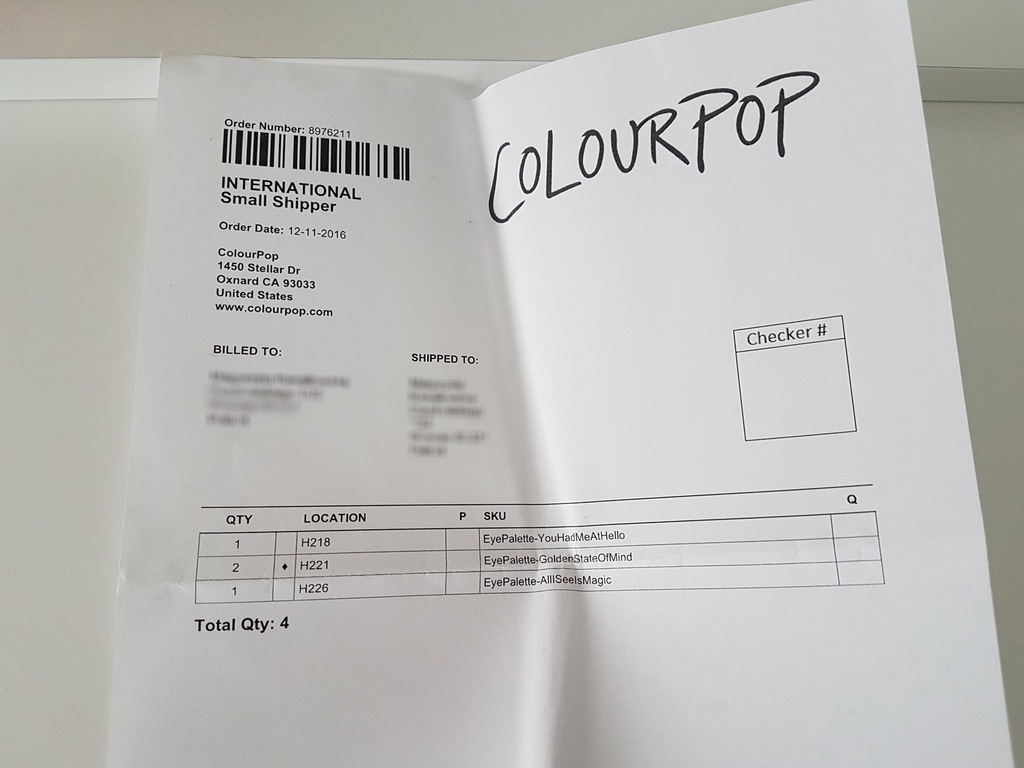 COLOURPOP
Order Number: 8976211
INTERNATIONAL
Small Shipper
Order Date: 12-11-2016
ColourPop
1450 Stellar Dr
Oxnard CA 93033
United States
www.colourpop.com
Checker #
BILLED TO:
SHIPPED TO:
QTY LOCATION P SKU Q
1 H218 EyePalette-YouHadMeAtHello
2 ♦ H221 EyePalette-GoldenStateOfMind
1 H226 EyePalette-AllISeeIsMagic
Total Qty: 4